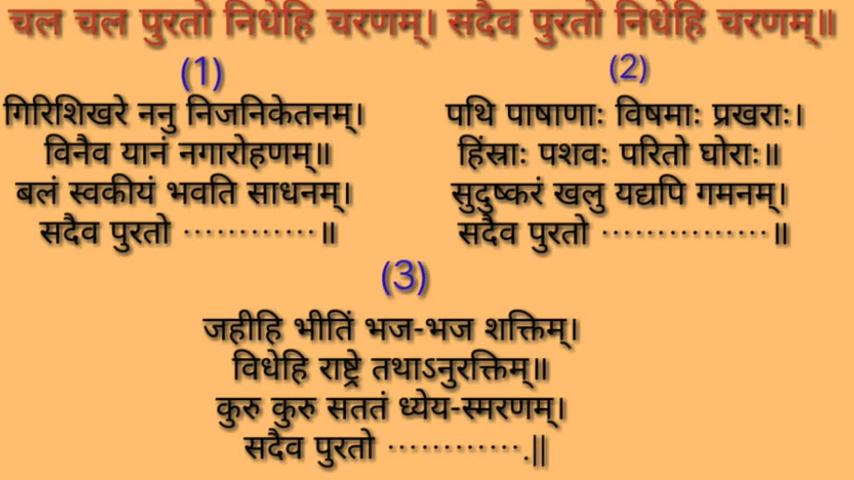 चल चल पुरतो निधेहि चरणम्। सदैव पुरतो निधेहि चरणम्॥
(1)
गिरिशिखरे ननु निजनिकेतनम्।
विनैव यानं नगारोहणम्॥
बलं स्वकीयं भवति साधनम्।
सदैव पुरतो ············॥
(2)
पथि पाषाणाः विषमाः प्रखराः।
हिंस्राः पशवः परितो घोराः॥
सुदुष्करं खलु यद्यपि गमनम्।
सदैव पुरतो ···············॥
(3)
जहीहि भीतिं भज-भज शक्तिम्।
विधेहि राष्ट्रे तथाऽनुरक्तिम्॥
कुरु कुरु सततं ध्येय-स्मरणम्।
सदैव पुरतो ············.||